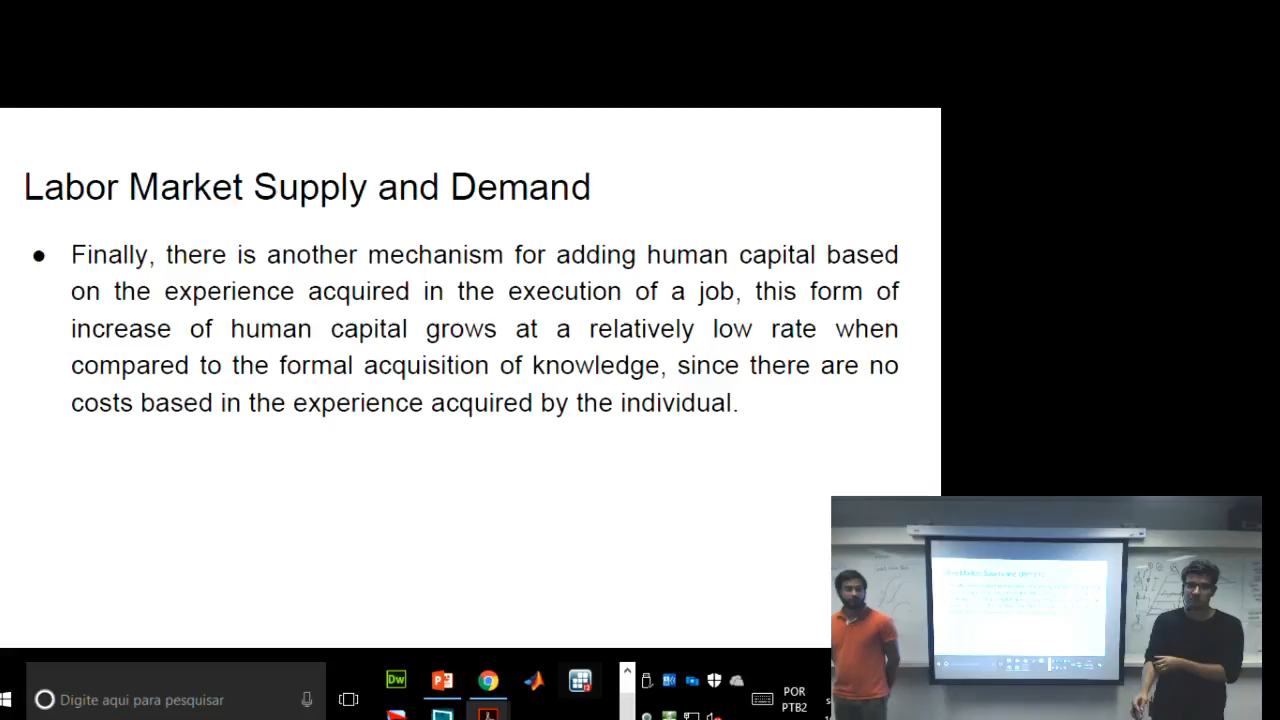 Labor Market Supply and Demand
● Finally, there is another mechanism for adding human capital based
on the experience acquired in the execution of a job, this form of
increase of human capital grows at a relatively low rate when
compared to the formal acquisition of knowledge, since there are no
costs based in the experience acquired by the individual.
Digite aqui para pesquisar
Dw
POR
PTB2